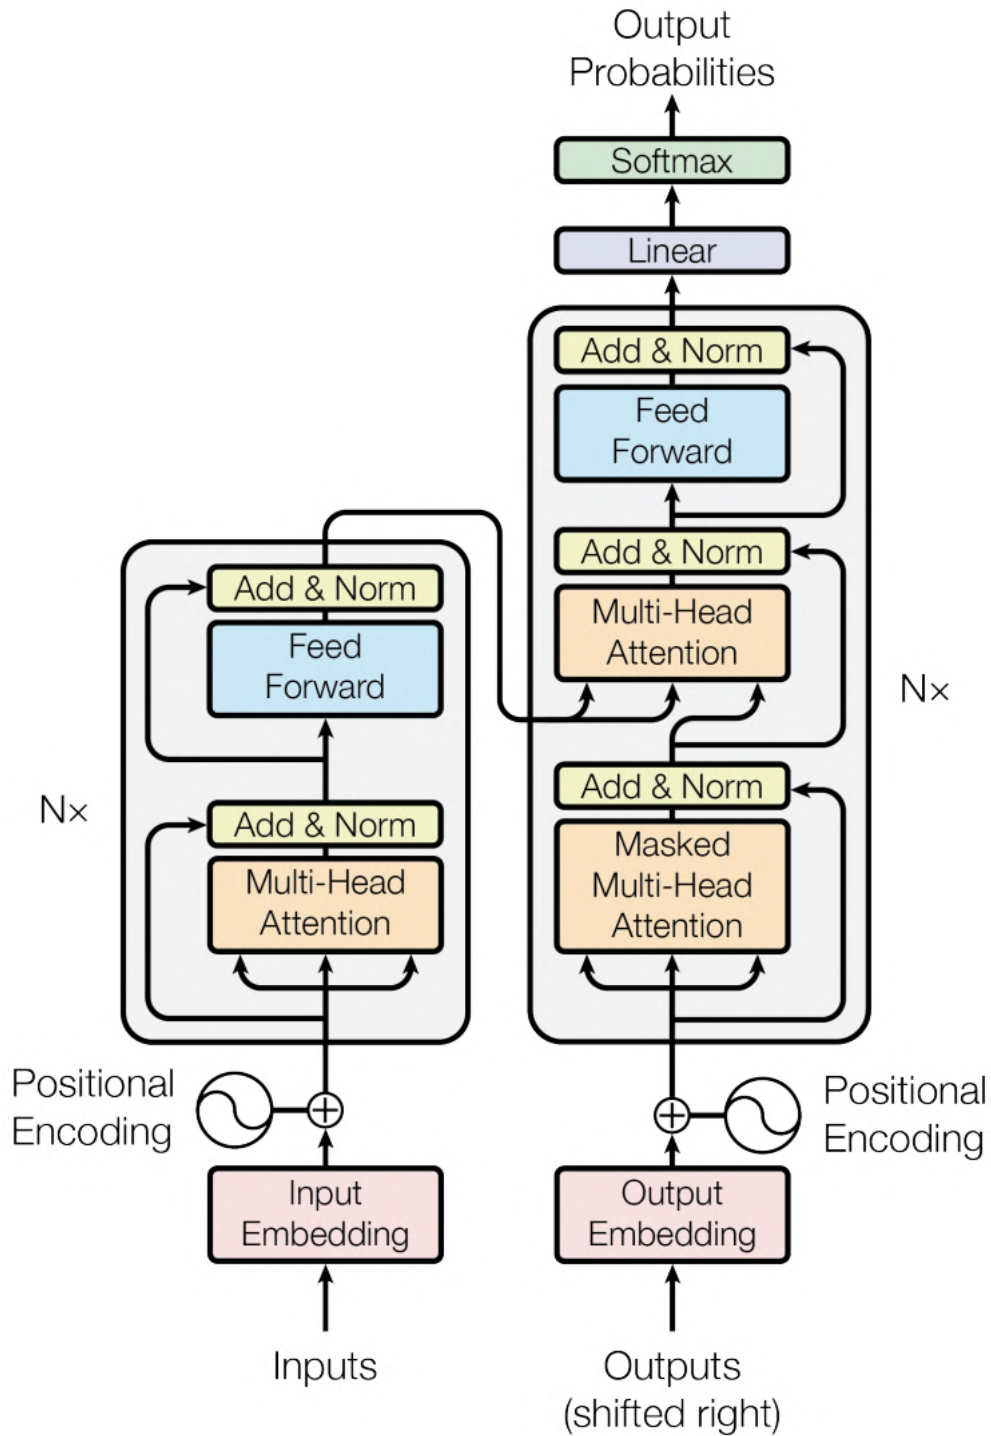 Output
Probabilities
Softmax
Linear
Add & Norm
Feed
Forward
Add & Norm
Multi-Head
Attention
Nx
Add & Norm
Masked
Multi-Head
Attention
Add & Norm
Feed
Forward
Nx
Add & Norm
Multi-Head
Attention
Positional
Encoding
Positional
Encoding
Input
Embedding
Output
Embedding
Inputs
Outputs
(shifted right)